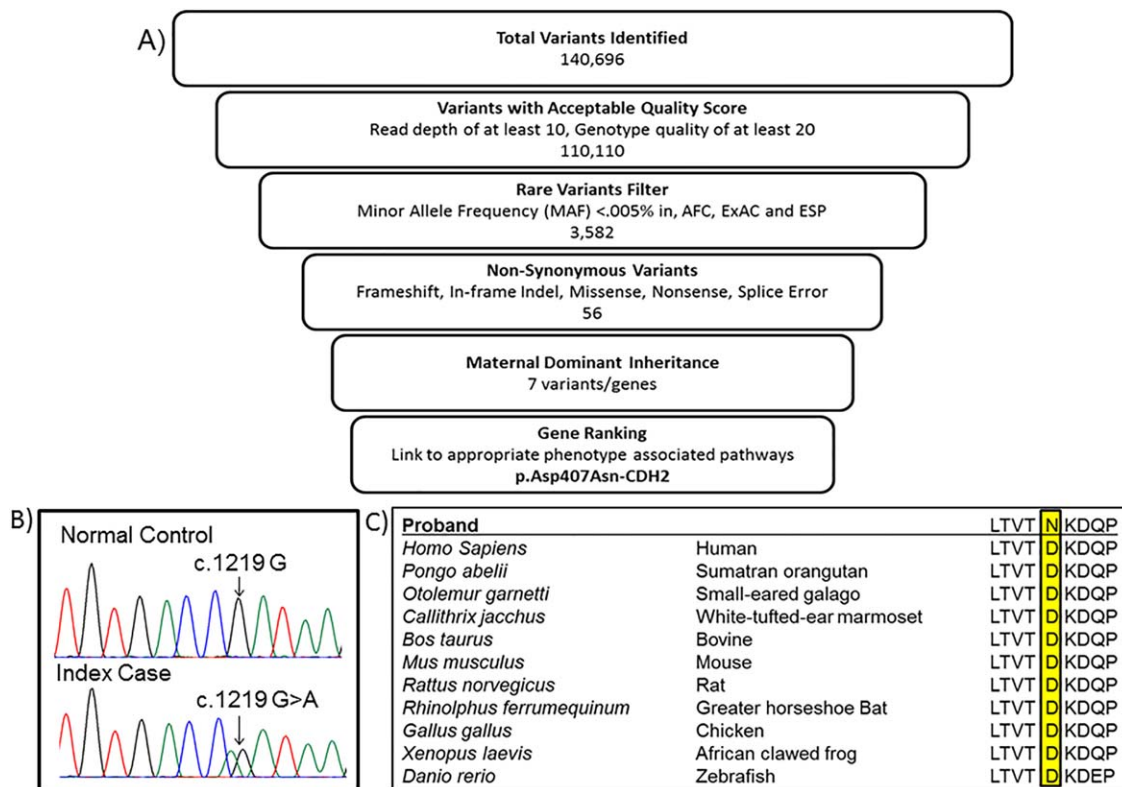 A)
Total Variants Identified
140,696
Variants with Acceptable Quality Score
Read depth of at least 10, Genotype quality of at least 20
110,110
Rare Variants Filter
Minor Allele Frequency (MAF) <.005% in, AFC, ExAC and ESP
3,582
Non-Synonymous Variants
Frameshift, In-frame Indel, Missense, Nonsense, Splice Error
56
Maternal Dominant Inheritance
7 variants/genes
Gene Ranking
Link to appropriate phenotype associated pathways
p.Asp407Asn-CDH2
B)
Normal Control
c.1219 G
Index Case
c.1219 G>A
C)
Proband LTVT N KDQP
Homo Sapiens Human LTVT D KDQP
Pongo abelii Sumatran orangutan LTVT D KDQP
Otolemur garnetti Small-eared galago LTVT D KDQP
Callithrix jacchus White-tufted-ear marmoset LTVT D KDQP
Bos taurus Bovine LTVT D KDQP
Mus musculus Mouse LTVT D KDQP
Rattus norvegicus Rat LTVT D KDQP
Rhinolphus ferrumequinum Greater horseshoe Bat LTVT D KDQP
Gallus gallus Chicken LTVT D KDQP
Xenopus laevis African clawed frog LTVT D KDQP
Danio rerio Zebrafish LTVT D KDEP